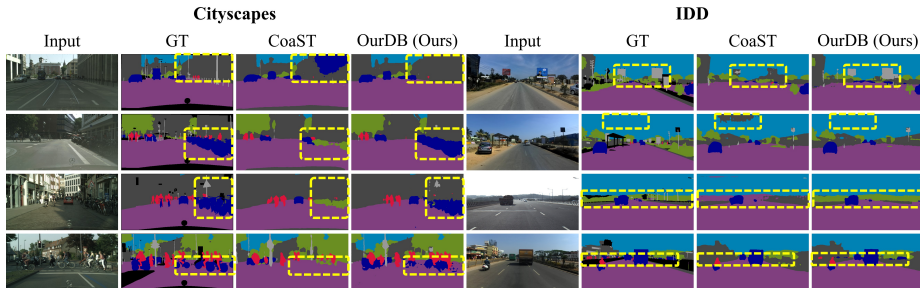 Cityscapes IDD
Input GT CoaST OurDB (Ours) Input GT CoaST OurDB (Ours)